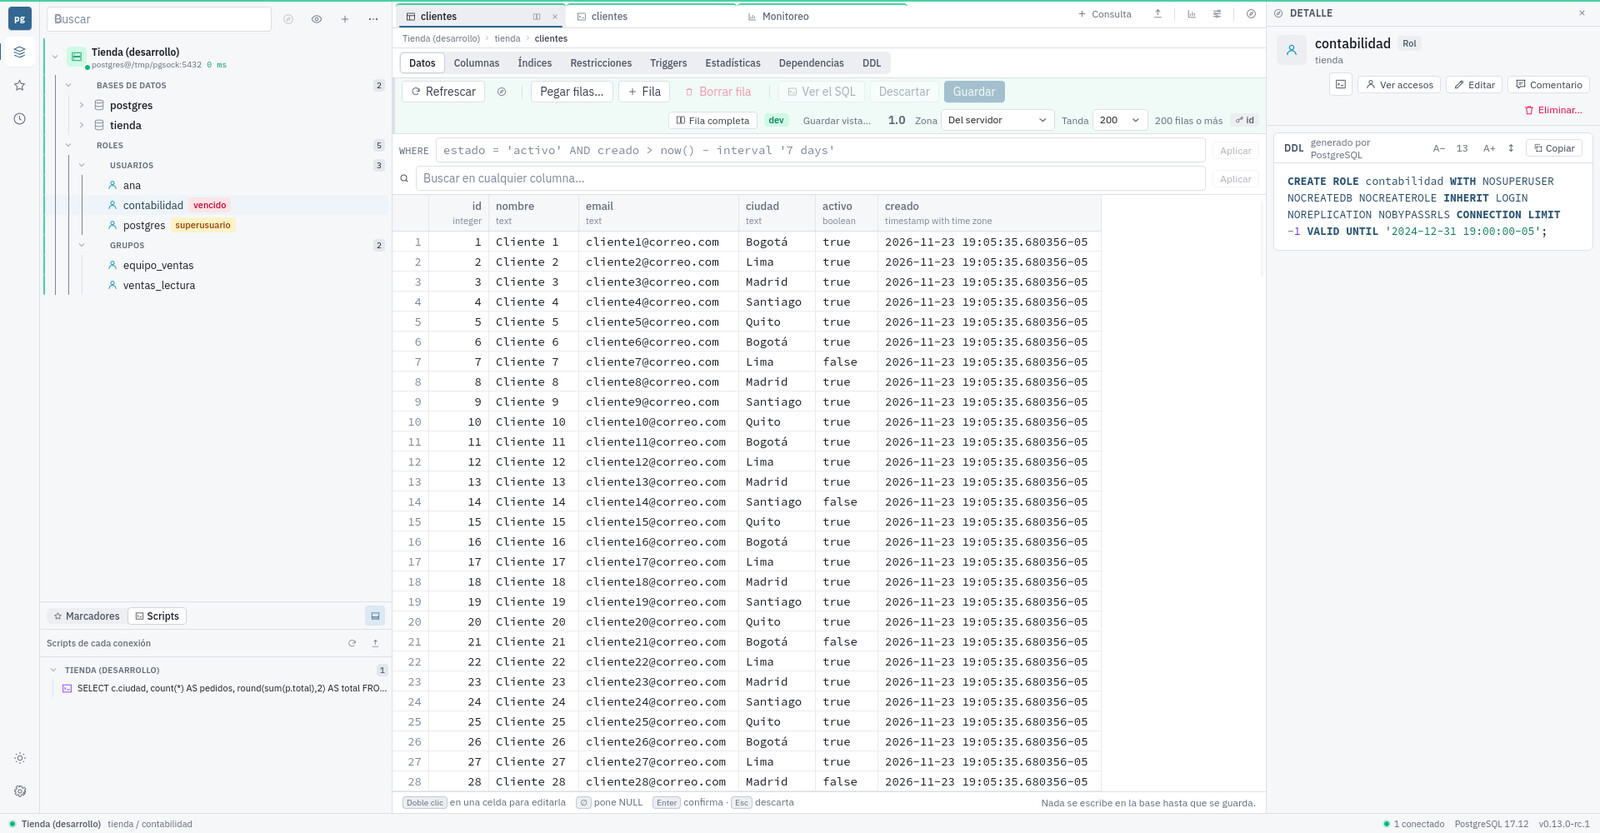 pg
Buscar
Tienda (desarrollo)
postgres@/tmp/pgsock:5432 0 ms
BASES DE DATOS 2
postgres
tienda
ROLES 5
USUARIOS 3
ana
contabilidad vencido
postgres superusuario
GRUPOS 2
equipo_ventas
ventas_lectura
Marcadores Scripts
Scripts de cada conexión
TIENDA (DESARROLLO) 1
SELECT c.ciudad, count(*) AS pedidos, round(sum(p.total),2) AS total FRO...
clientes × clientes Monitoreo + Consulta
Tienda (desarrollo) › tienda › clientes
Datos Columnas Índices Restricciones Triggers Estadísticas Dependencias DDL
Refrescar Pegar filas... + Fila Borrar fila Ver el SQL Descartar Guardar
Fila completa dev Guardar vista... 1.0 Zona Del servidor Tanda 200 200 filas o más id
WHERE estado = 'activo' AND creado > now() - interval '7 days' Aplicar
Buscar en cualquier columna... Aplicar
id nombre email ciudad activo creado
integer text text text boolean timestamp with time zone
1 1 Cliente 1 cliente1@correo.com Bogotá true 2026-11-23 19:05:35.680356-05
2 2 Cliente 2 cliente2@correo.com Lima true 2026-11-23 19:05:35.680356-05
3 3 Cliente 3 cliente3@correo.com Madrid true 2026-11-23 19:05:35.680356-05
4 4 Cliente 4 cliente4@correo.com Santiago true 2026-11-23 19:05:35.680356-05
5 5 Cliente 5 cliente5@correo.com Quito true 2026-11-23 19:05:35.680356-05
6 6 Cliente 6 cliente6@correo.com Bogotá true 2026-11-23 19:05:35.680356-05
7 7 Cliente 7 cliente7@correo.com Lima false 2026-11-23 19:05:35.680356-05
8 8 Cliente 8 cliente8@correo.com Madrid true 2026-11-23 19:05:35.680356-05
9 9 Cliente 9 cliente9@correo.com Santiago true 2026-11-23 19:05:35.680356-05
10 10 Cliente 10 cliente10@correo.com Quito true 2026-11-23 19:05:35.680356-05
11 11 Cliente 11 cliente11@correo.com Bogotá true 2026-11-23 19:05:35.680356-05
12 12 Cliente 12 cliente12@correo.com Lima true 2026-11-23 19:05:35.680356-05
13 13 Cliente 13 cliente13@correo.com Madrid true 2026-11-23 19:05:35.680356-05
14 14 Cliente 14 cliente14@correo.com Santiago false 2026-11-23 19:05:35.680356-05
15 15 Cliente 15 cliente15@correo.com Quito true 2026-11-23 19:05:35.680356-05
16 16 Cliente 16 cliente16@correo.com Bogotá true 2026-11-23 19:05:35.680356-05
17 17 Cliente 17 cliente17@correo.com Lima true 2026-11-23 19:05:35.680356-05
18 18 Cliente 18 cliente18@correo.com Madrid true 2026-11-23 19:05:35.680356-05
19 19 Cliente 19 cliente19@correo.com Santiago true 2026-11-23 19:05:35.680356-05
20 20 Cliente 20 cliente20@correo.com Quito true 2026-11-23 19:05:35.680356-05
21 21 Cliente 21 cliente21@correo.com Bogotá false 2026-11-23 19:05:35.680356-05
22 22 Cliente 22 cliente22@correo.com Lima true 2026-11-23 19:05:35.680356-05
23 23 Cliente 23 cliente23@correo.com Madrid true 2026-11-23 19:05:35.680356-05
24 24 Cliente 24 cliente24@correo.com Santiago true 2026-11-23 19:05:35.680356-05
25 25 Cliente 25 cliente25@correo.com Quito true 2026-11-23 19:05:35.680356-05
26 26 Cliente 26 cliente26@correo.com Bogotá true 2026-11-23 19:05:35.680356-05
27 27 Cliente 27 cliente27@correo.com Lima true 2026-11-23 19:05:35.680356-05
28 28 Cliente 28 cliente28@correo.com Madrid false 2026-11-23 19:05:35.680356-05
Doble clic en una celda para editarla ∅ pone NULL Enter confirma · Esc descarta Nada se escribe en la base hasta que se guarda.
DETALLE ×
contabilidad Rol
tienda
Ver accesos Editar Comentario
Eliminar...
DDL generado por PostgreSQL A− 13 A+ Copiar
CREATE ROLE contabilidad WITH NOSUPERUSER
NOCREATEDB NOCREATEROLE INHERIT LOGIN
NOREPLICATION NOBYPASSRLS CONNECTION LIMIT
-1 VALID UNTIL '2024-12-31 19:00:00-05';
Tienda (desarrollo) tienda / contabilidad 1 conectado PostgreSQL 17.12 v0.13.0-rc.1